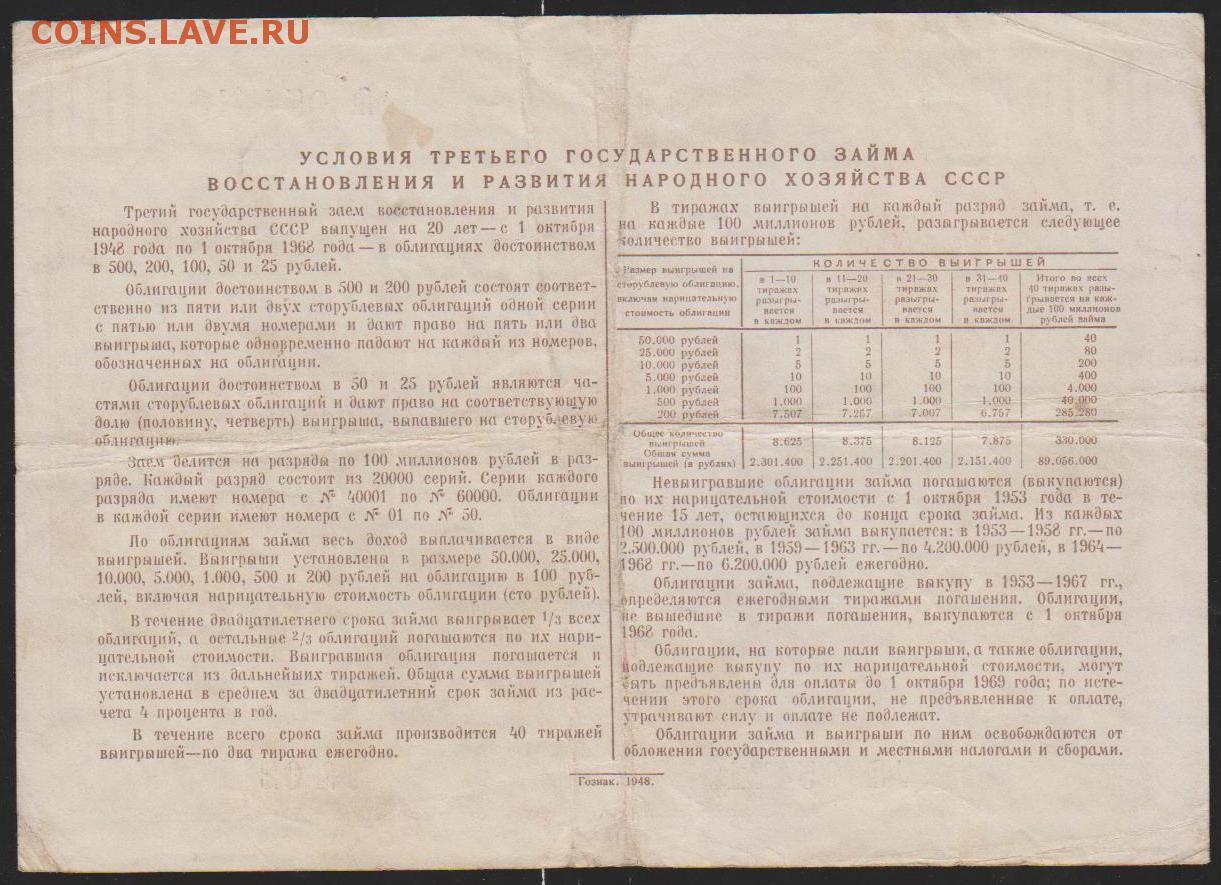 COINS.LAVE.RU
УСЛОВИЯ ТРЕТЬЕГО ГОСУДАРСТВЕННОГО ЗАЙМА
ВОССТАНОВЛЕНИЯ И РАЗВИТИЯ НАРОДНОГО ХОЗЯЙСТВА СССР
Третий государственный заем восстановления и развития
народного хозяйства СССР выпущен на 20 лет — с 1 октября
1948 года по 1 октября 1968 года — в облигациях достоинством
в 500, 200, 100, 50 и 25 рублей.
Облигации достоинством в 500 и 200 рублей состоят соответ-
ственно из пяти или двух сторублевых облигаций одной серии
с пятью или двумя номерами и дают право на пять или два
выигрыша, которые одновременно падают на каждый из номеров,
обозначенных на облигации.
Облигации достоинством в 50 и 25 рублей являются ча-
стями сторублевых облигаций и дают право на соответствующую
долю (половину, четверть) выигрыша, выпавшего на сторублевую
облигацию.
Заем делится на разряды по 100 миллионов рублей в раз-
ряде. Каждый разряд состоит из 20000 серий. Серии каждого
разряда имеют номера с № 40001 по № 60000. Облигации
в каждой серии имеют номера с № 01 по № 50.
По облигациям займа весь доход выплачивается в виде
выигрышей. Выигрыши установлены в размере 50.000, 25.000,
10.000, 5.000, 1.000, 500 и 200 рублей на облигацию в 100 руб-
лей, включая нарицательную стоимость облигации (сто рублей).
В течение двадцатилетнего срока займа выигрывает 1/3 всех
облигаций, а остальные 2/3 облигаций погашаются по их нари-
цательной стоимости. Выигравшая облигация погашается и
исключается из дальнейших тиражей. Общая сумма выигрышей
установлена в среднем за двадцатилетний срок займа из рас-
чета 4 процента в год.
В течение всего срока займа производится 40 тиражей
выигрышей—по два тиража ежегодно.
В тиражах выигрышей на каждый разряд займа, т. е.
на каждые 100 миллионов рублей, разыгрывается следующее
количество выигрышей:
Размер выигрышей на сторублевую облигацию, включая нарицательную стоимость облигации
КОЛИЧЕСТВО ВЫИГРЫШЕЙ
в 1—10 тиражах разыгры-вается в каждом
в 11—20 тиражах разыгры-вается в каждом
в 21—30 тиражах разыгры-вается в каждом
в 31—40 тиражах разыгры-вается в каждом
Итого во всех 40 тиражах разы-грывается на каж-дые 100 миллионов рублей займа
50.000 рублей 1 1 1 1 40
25.000 рублей 2 2 2 2 80
10.000 рублей 5 5 5 5 200
5.000 рублей 10 10 10 10 400
1.000 рублей 100 100 100 100 4.000
500 рублей 1.000 1.000 1.000 1.000 40.000
200 рублей 7.507 7.257 7.007 6.757 285.280
Общее количество выигрышей 8.625 8.375 8.125 7.875 330.000
Общая сумма выигрышей (в рублях) 2.301.400 2.251.400 2.201.400 2.151.400 89.056.000
Невыигравшие облигации займа погашаются (выкупаются)
по их нарицательной стоимости с 1 октября 1953 года в те-
чение 15 лет, остающихся до конца срока займа. Из каждых
100 миллионов рублей займа выкупается: в 1953—1958 гг.—по
2.500.000 рублей, в 1959—1963 гг.—по 4.200.000 рублей, в 1964—
1968 гг.—по 6.200.000 рублей ежегодно.
Облигации займа, подлежащие выкупу в 1953—1967 гг.,
определяются ежегодными тиражами погашения. Облигации,
не вышедшие в тиражи погашения, выкупаются с 1 октября
1968 года.
Облигации, на которые пали выигрыши, а также облигации,
подлежащие выкупу по их нарицательной стоимости, могут
быть предъявлены для оплаты до 1 октября 1969 года; по исте-
чении этого срока облигации, не предъявленные к оплате,
утрачивают силу и оплате не подлежат.
Облигации займа и выигрыши по ним освобождаются от
обложения государственными и местными налогами и сборами.
Гознак. 1948.